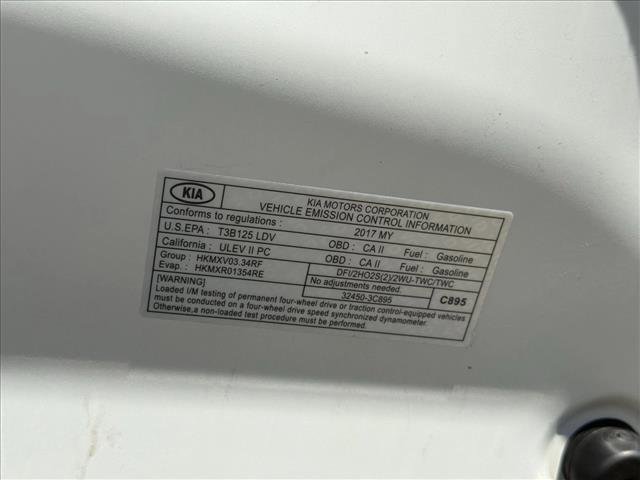 KIA
KIA MOTORS CORPORATION
VEHICLE EMISSION CONTROL INFORMATION
Conforms to regulations: 2017 MY
U.S.EPA : T3B125 LDV OBD : CA II Fuel : Gasoline
California : ULEV II PC OBD : CA II Fuel : Gasoline
Group : HKMXV03.34RF DFI/2HO2S(2)/2WU-TWC/TWC
Evap. : HKMXR01354RE No adjustments needed.
32450-3C895 C895
[WARNING]
Loaded I/M testing of permanent four-wheel drive or traction control-equipped vehicles
must be performed on a four-wheel drive speed synchronized dynamometer.
Otherwise,a non-loaded test procedure must be performed.